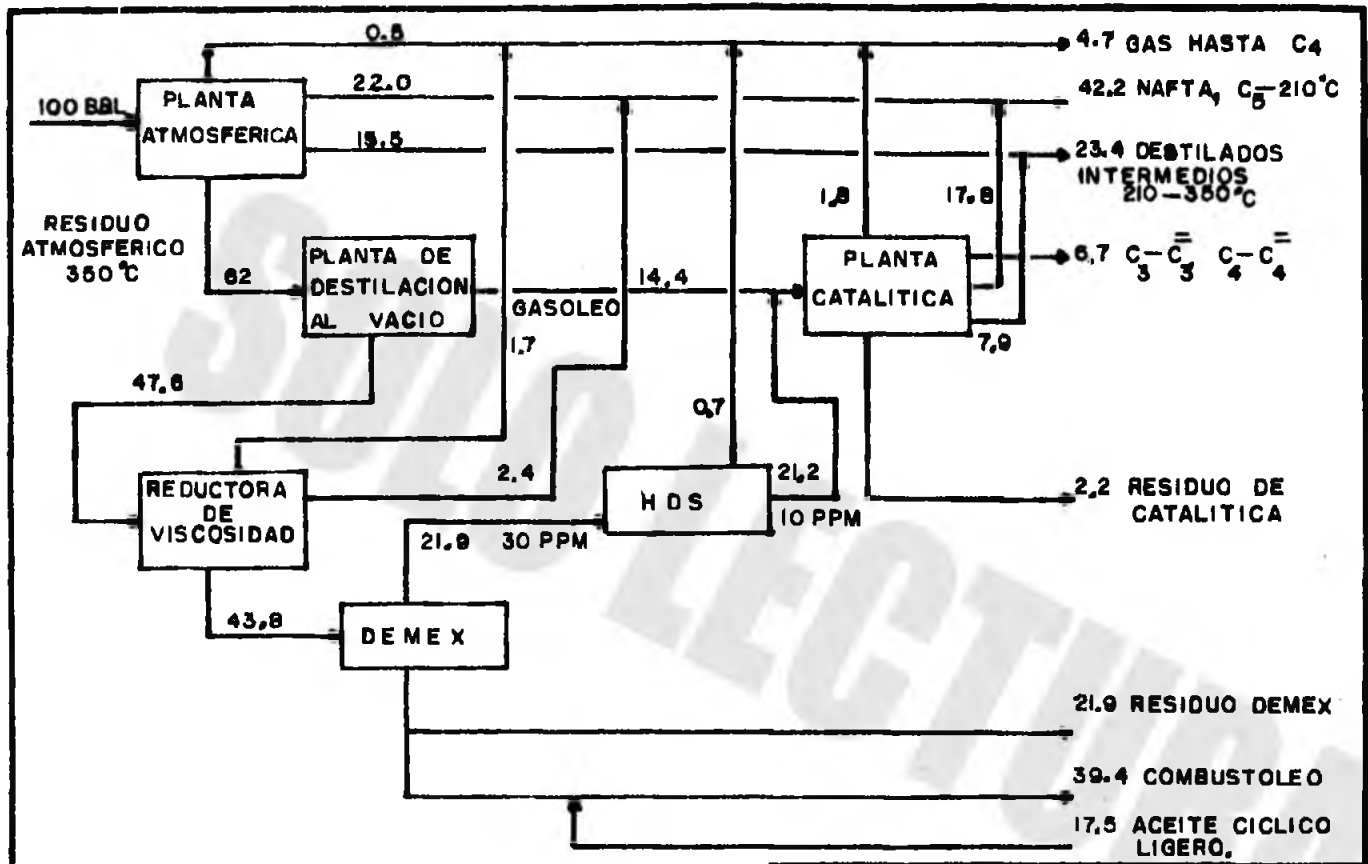 0.5
4.7 GAS HASTA C4
100 BBL
PLANTA
ATMOSFERICA
22.0
42.2 NAFTA, C5-210°C
15.5
23.4 DESTILADOS
INTERMEDIOS
210-350°C
RESIDUO
ATMOSFERICO
350°C
62
PLANTA DE
DESTILACION
AL VACIO
GASOLEO
14,4
1,8
17.8
PLANTA
CATALITICA
6,7 C3-C3= C4-C4=
7,9
1.7
47.6
0,7
REDUCTORA
DE
VISCOSIDAD
2.4
HDS
21.2
10 PPM
21.9 30 PPM
2,2 RESIDUO DE
CATALITICA
43,8
DEMEX
21.9 RESIDUO DEMEX
39.4 COMBUSTOLEO
17,5 ACEITE CICLICO
LIGERO.
SOLO LECTURA